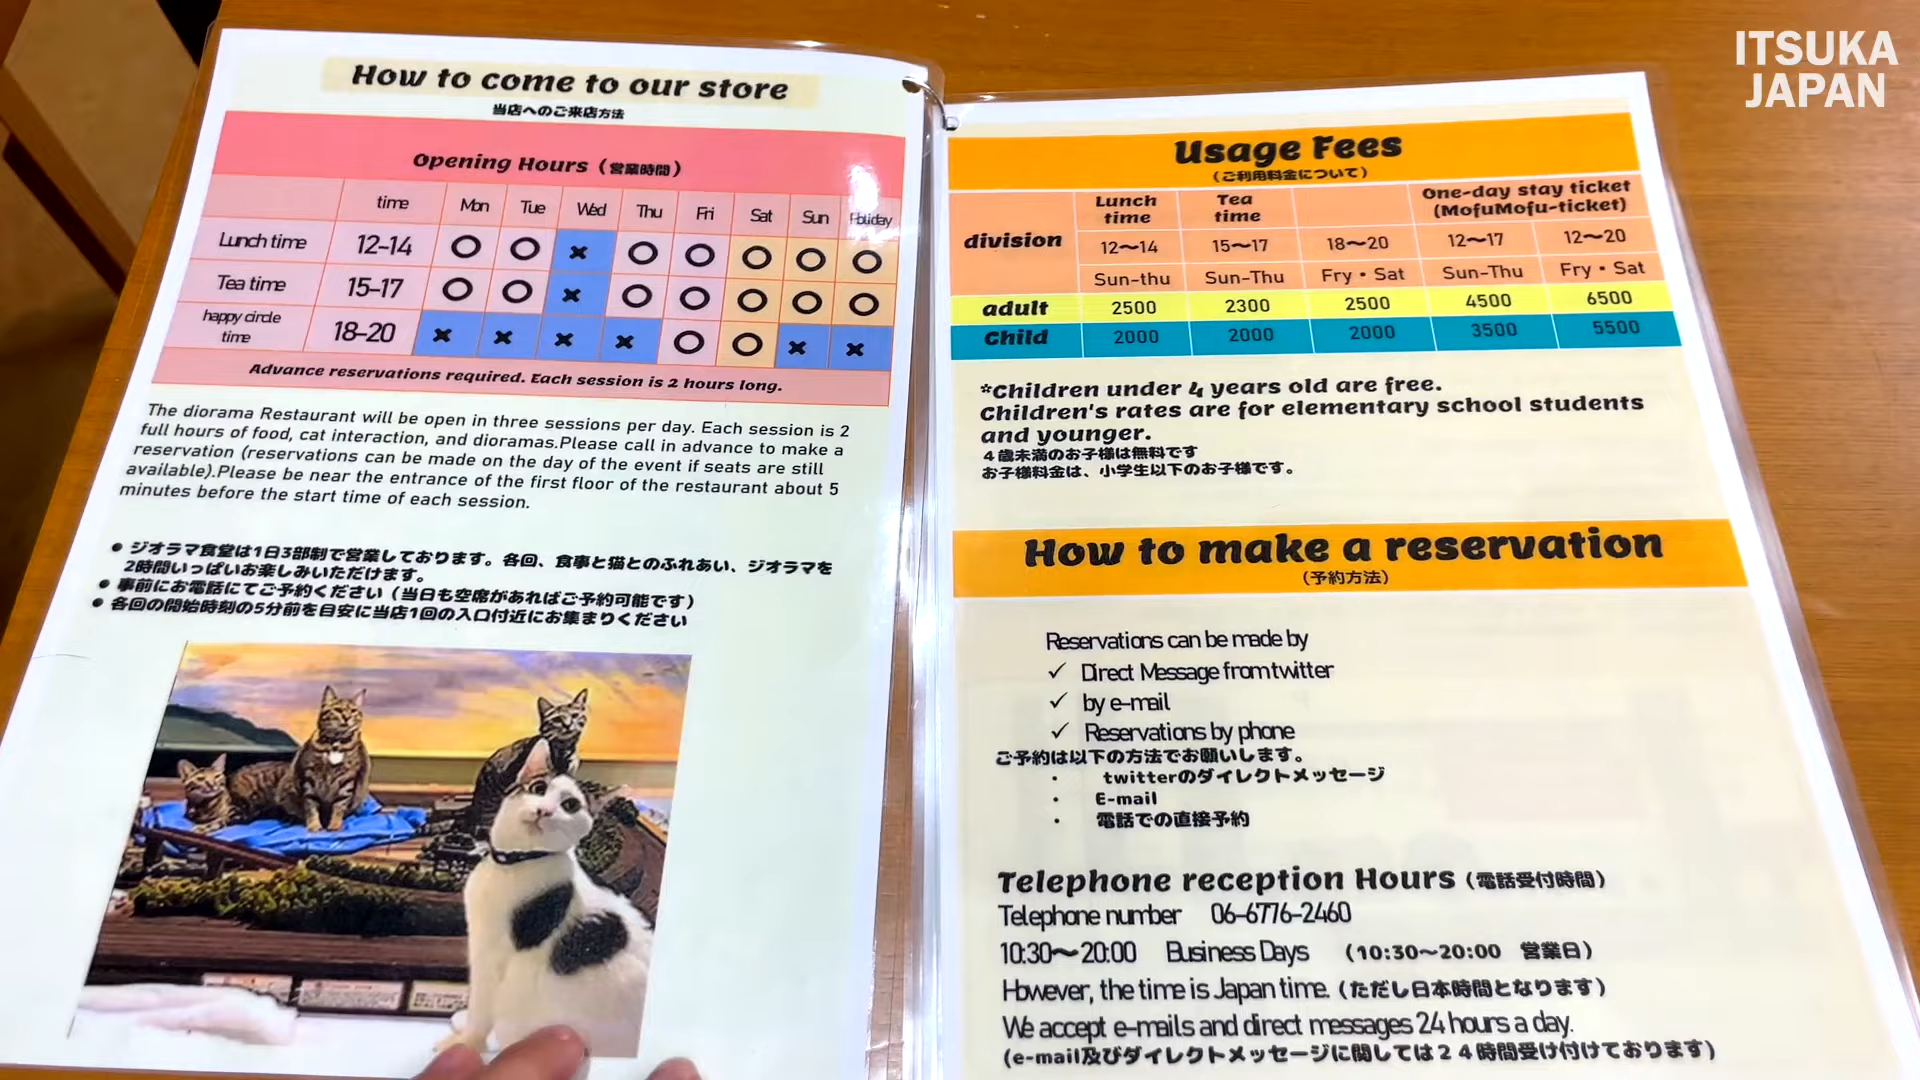 ITSUKA
JAPAN
How to come to our store
当店へのご来店方法
Opening Hours (営業時間)
time Mon Tue Wed Thu Fri Sat Sun Holiday
Lunch time 12-14 ○ ○ × ○ ○ ○ ○ ○
Tea time 15-17 ○ ○ × ○ ○ ○ ○ ○
happy circle
time 18-20 × × × × ○ ○ × ×
Advance reservations required. Each session is 2 hours long.
The diorama Restaurant will be open in three sessions per day. Each session is 2
full hours of food, cat interaction, and dioramas.Please call in advance to make a
reservation (reservations can be made on the day of the event if seats are still
available).Please be near the entrance of the first floor of the restaurant about 5
minutes before the start time of each session.
● ジオラマ食堂は1日3部制で営業しております。各回、食事と猫とのふれあい、ジオラマを
2時間いっぱいお楽しみいただけます。
● 事前にお電話にてご予約ください（当日も空席があればご予約可能です）
● 各回の開始時刻の5分前を目安に当店1回の入口付近にお集まりください
Usage Fees
(ご利用料金について)
division
Lunch
time
Tea
time
One-day stay ticket
(MofuMofu-ticket)
12〜14 15〜17 18〜20 12〜17 12〜20
Sun-thu Sun-Thu Fry・Sat Sun-Thu Fry・Sat
adult 2500 2300 2500 4500 6500
Child 2000 2000 2000 3500 5500
*Children under 4 years old are free.
Children's rates are for elementary school students
and younger.
４歳未満のお子様は無料です
お子様料金は、小学生以下のお子様です。
How to make a reservation
(予約方法)
Reservations can be made by
✓ Direct Message from twitter
✓ by e-mail
✓ Reservations by phone
ご予約は以下の方法でお願いします。
・ twitterのダイレクトメッセージ
・ E-mail
・ 電話での直接予約
Telephone reception Hours (電話受付時間)
Telephone number 06-6776-2460
10:30〜20:00 Business Days (10:30〜20:00 営業日)
However, the time is Japan time. (ただし日本時間となります)
We accept e-mails and direct messages 24 hours a day.
(e-mail及びダイレクトメッセージに関しては２４時間受け付けております)